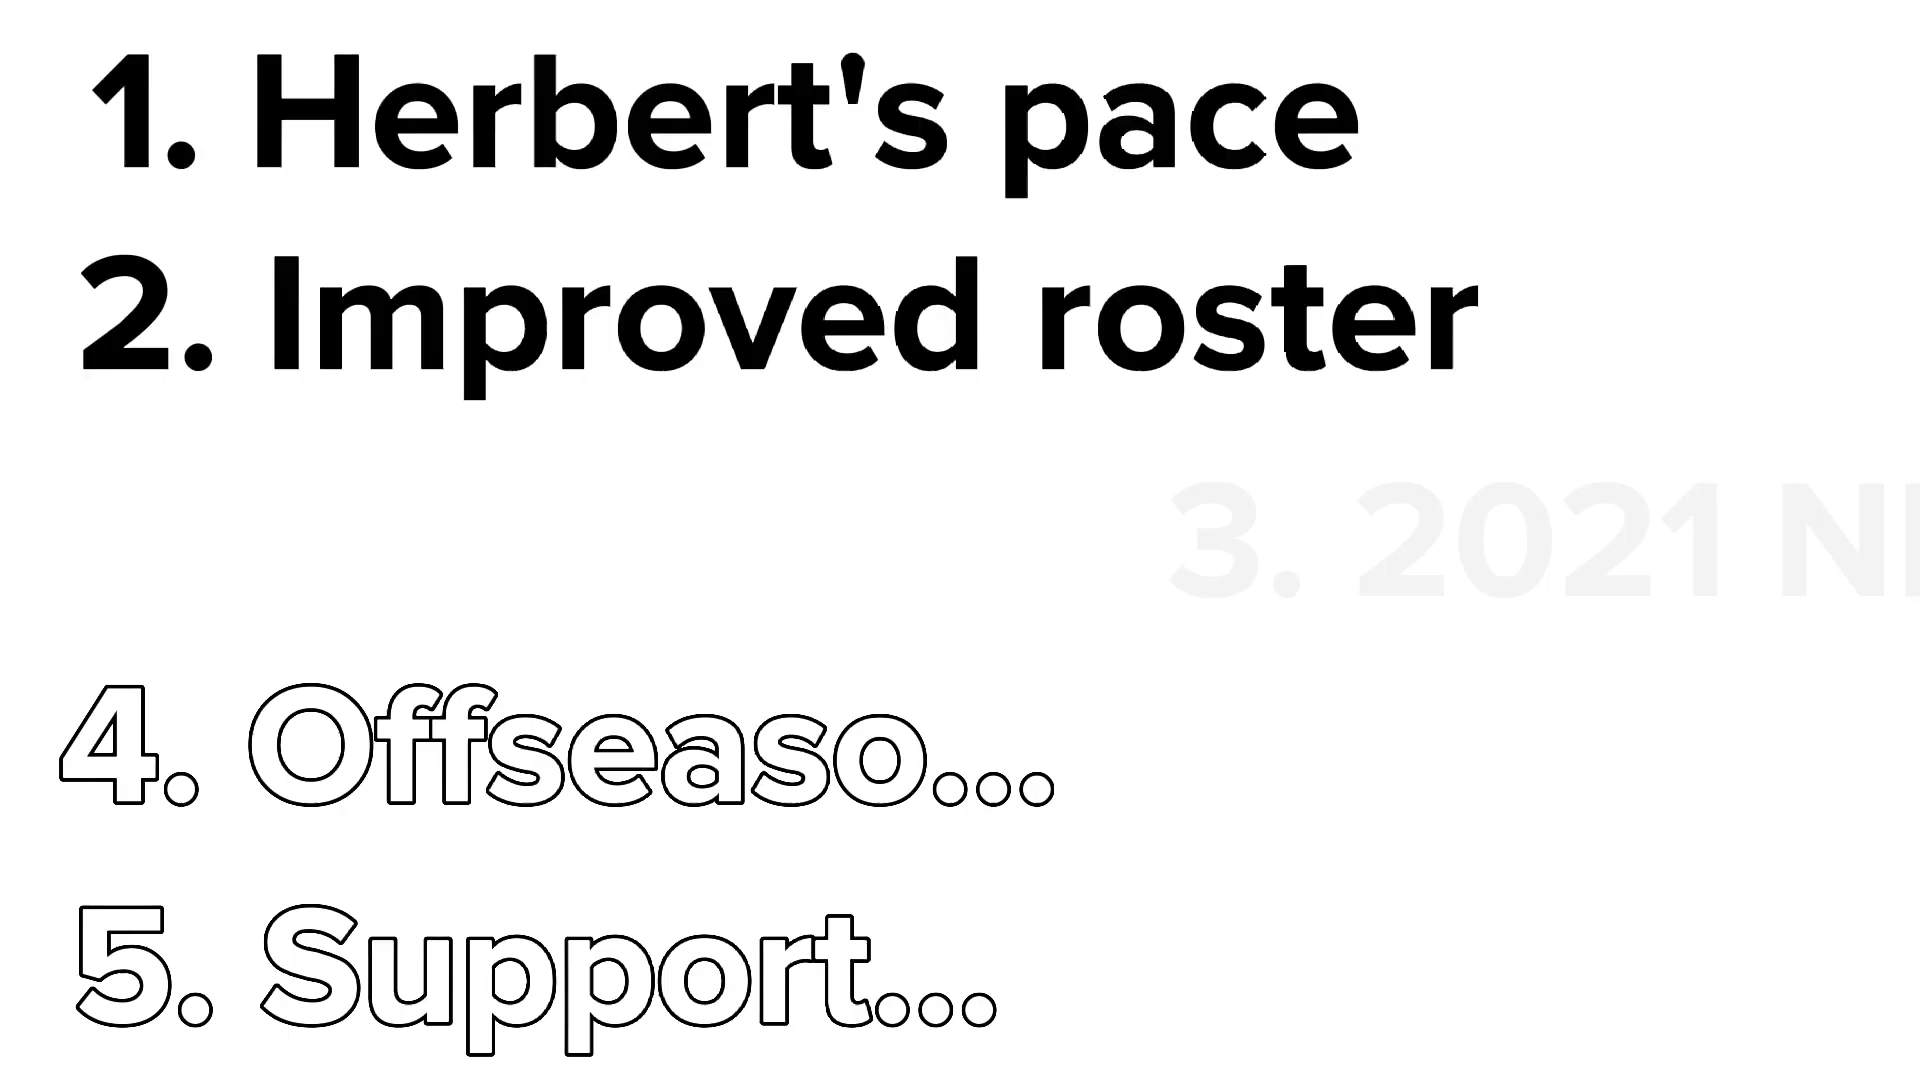 1. Herbert's pace
2. Improved roster
3. 2021
4. Offseaso...
5. Support...